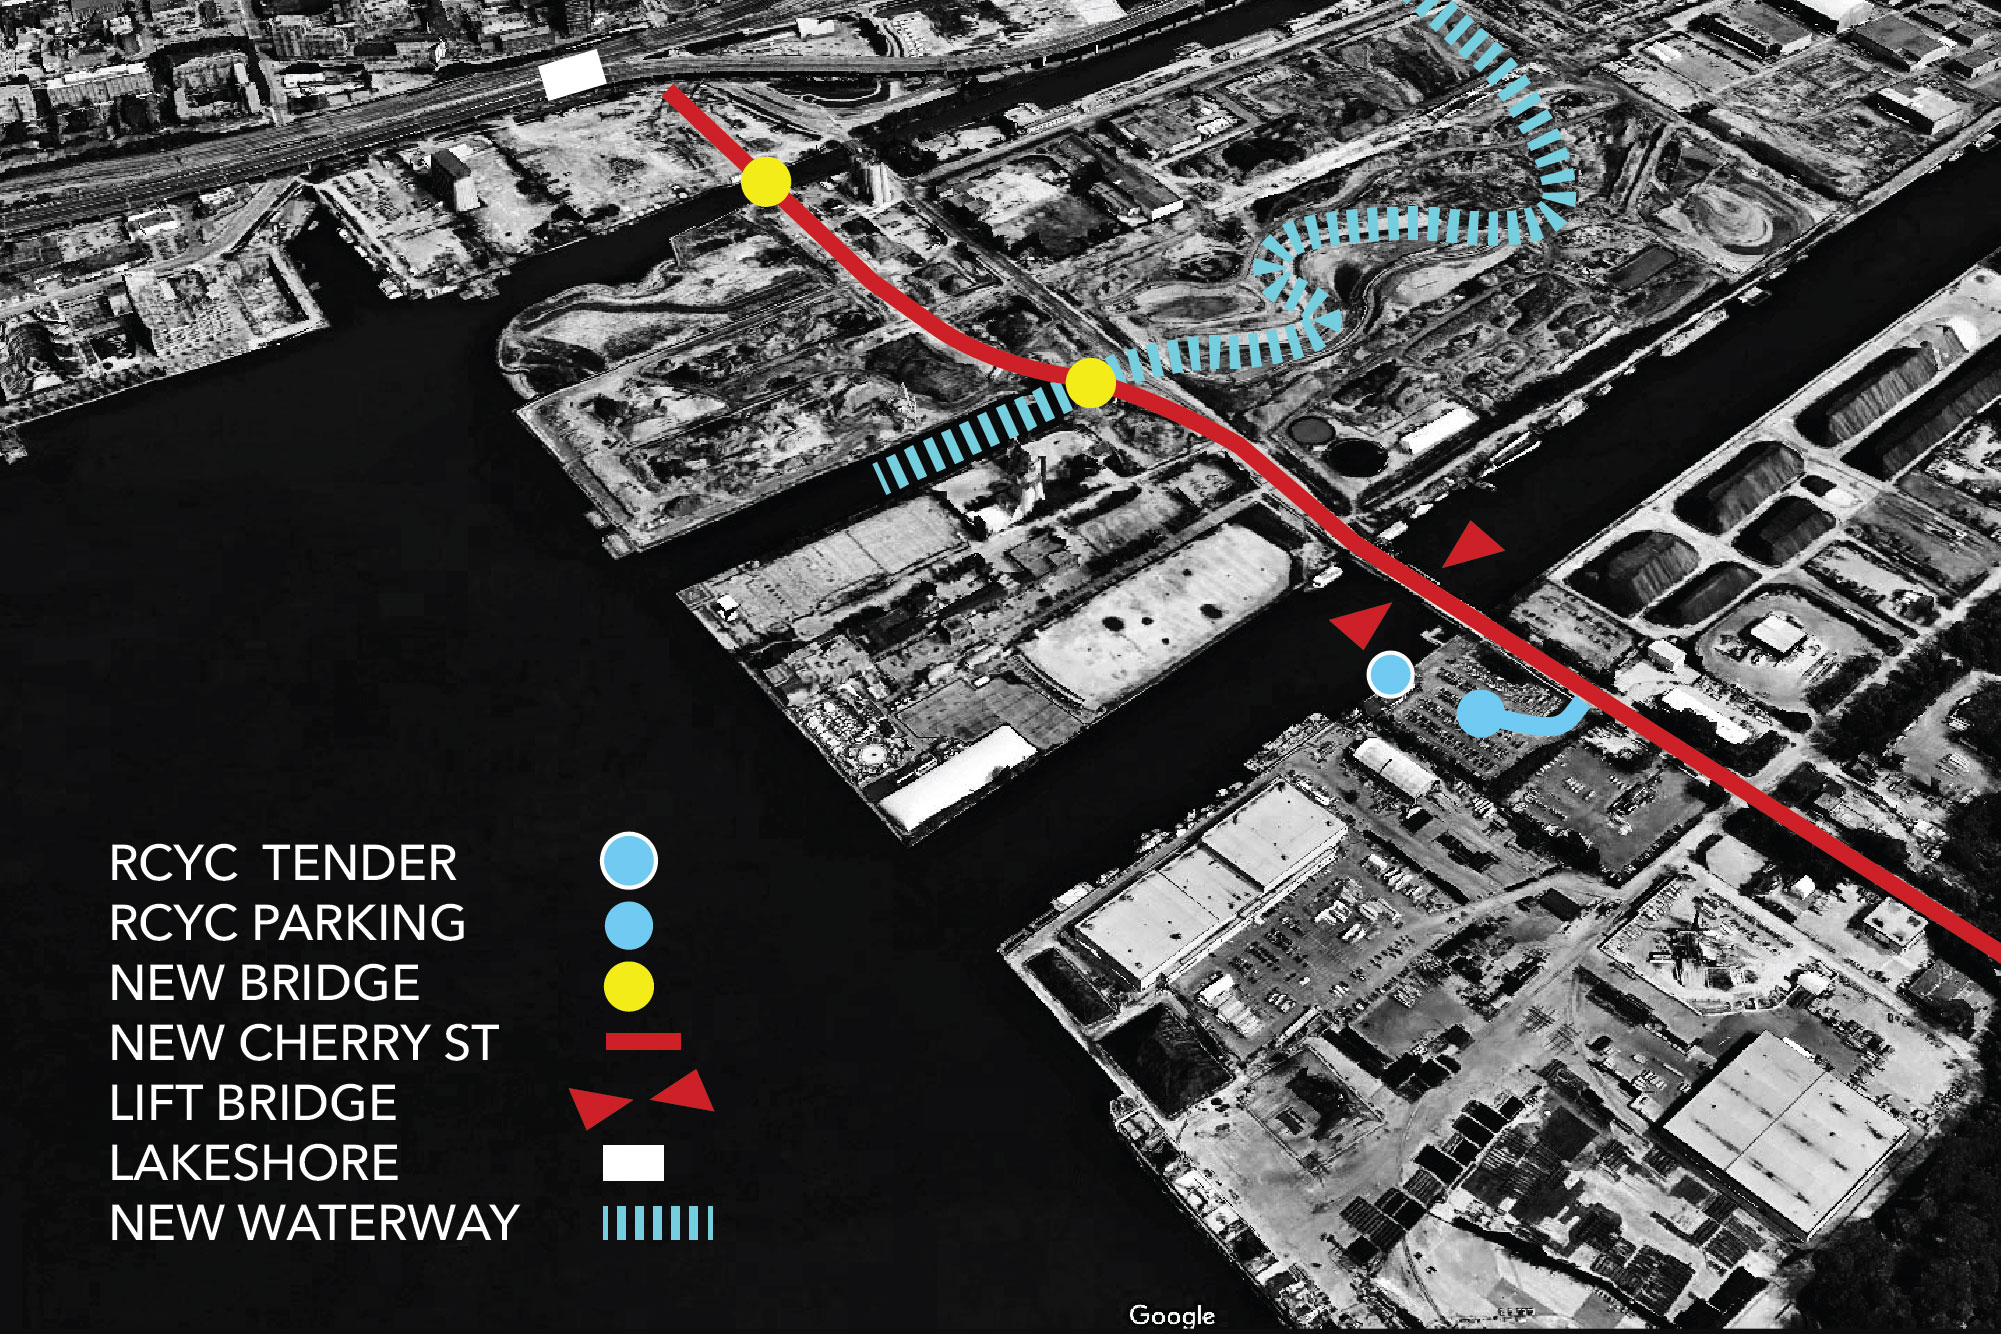 RCYC TENDER
RCYC PARKING
NEW BRIDGE
NEW CHERRY ST
LIFT BRIDGE
LAKESHORE
NEW WATERWAY
Google